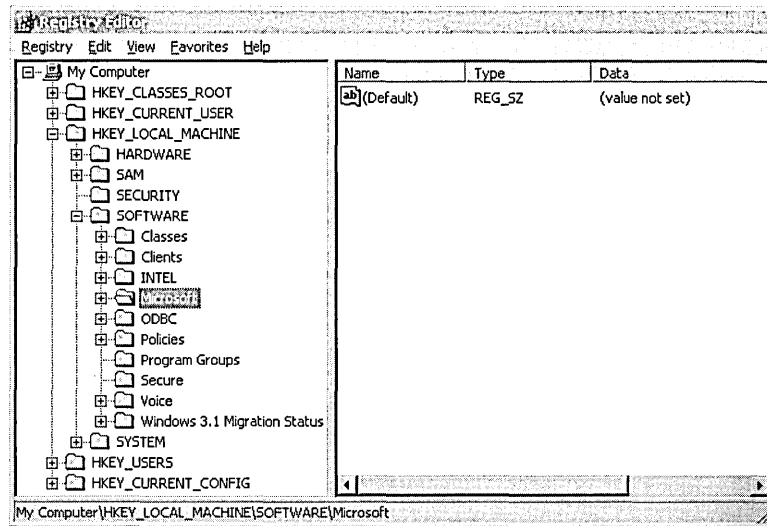 Registry Editor
Registry Edit View Favorites Help
My Computer
HKEY_CLASSES_ROOT
HKEY_CURRENT_USER
HKEY_LOCAL_MACHINE
HARDWARE
SAM
SECURITY
SOFTWARE
Classes
Clients
INTEL
Microsoft
ODBC
Policies
Program Groups
Secure
Voice
Windows 3.1 Migration Status
SYSTEM
HKEY_USERS
HKEY_CURRENT_CONFIG
Name Type Data
ab (Default) REG_SZ (value not set)
My Computer\HKEY_LOCAL_MACHINE\SOFTWARE\Microsoft